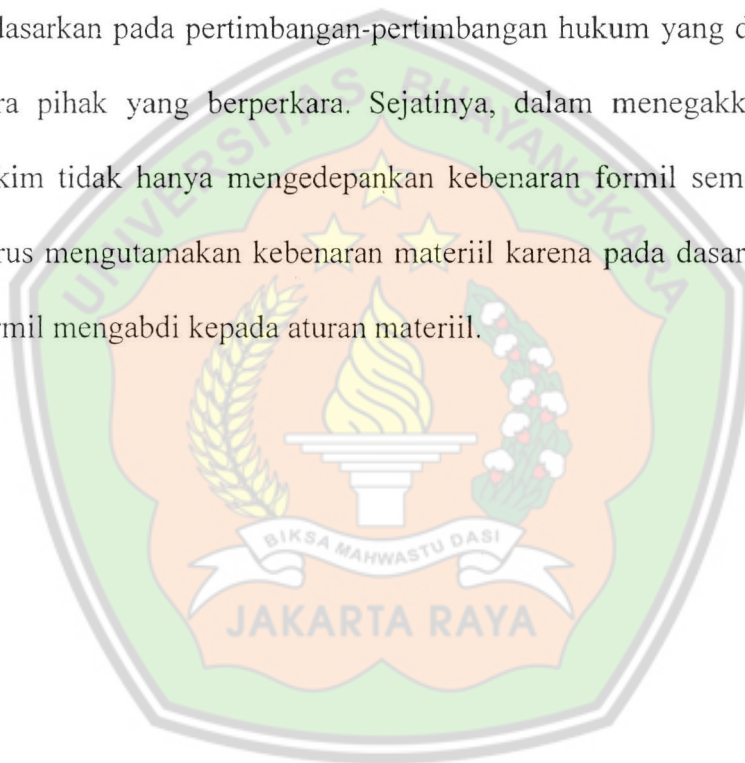 dasarkan pada pertimbangan-pertimbangan hukum yang d
ra pihak yang berperkara. Sejatinya, dalam menegakk
kim tidak hanya mengedepankan kebenaran formil sem
rus mengutamakan kebenaran materiil karena pada dasar
rmil mengabdi kepada aturan materiil.
UNIVERSITAS BHAYANGKARA
BIKSA MAHWASTU DASI
JAKARTA RAYA